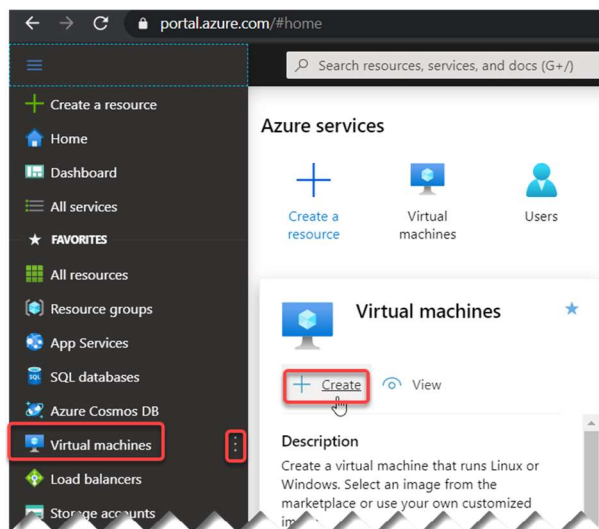 portal.azure.com/#home
Search resources, services, and docs (G+/)
Create a resource
Home
Dashboard
All services
FAVORITES
All resources
Resource groups
App Services
SQL
SQL databases
Azure Cosmos DB
Virtual machines
Load balancers
Storage accounts
Azure services
Create a
resource
Virtual
machines
Users
Virtual machines
Create
View
Description
Create a virtual machine that runs Linux or
Windows. Select an image from the
marketplace or use your own customized